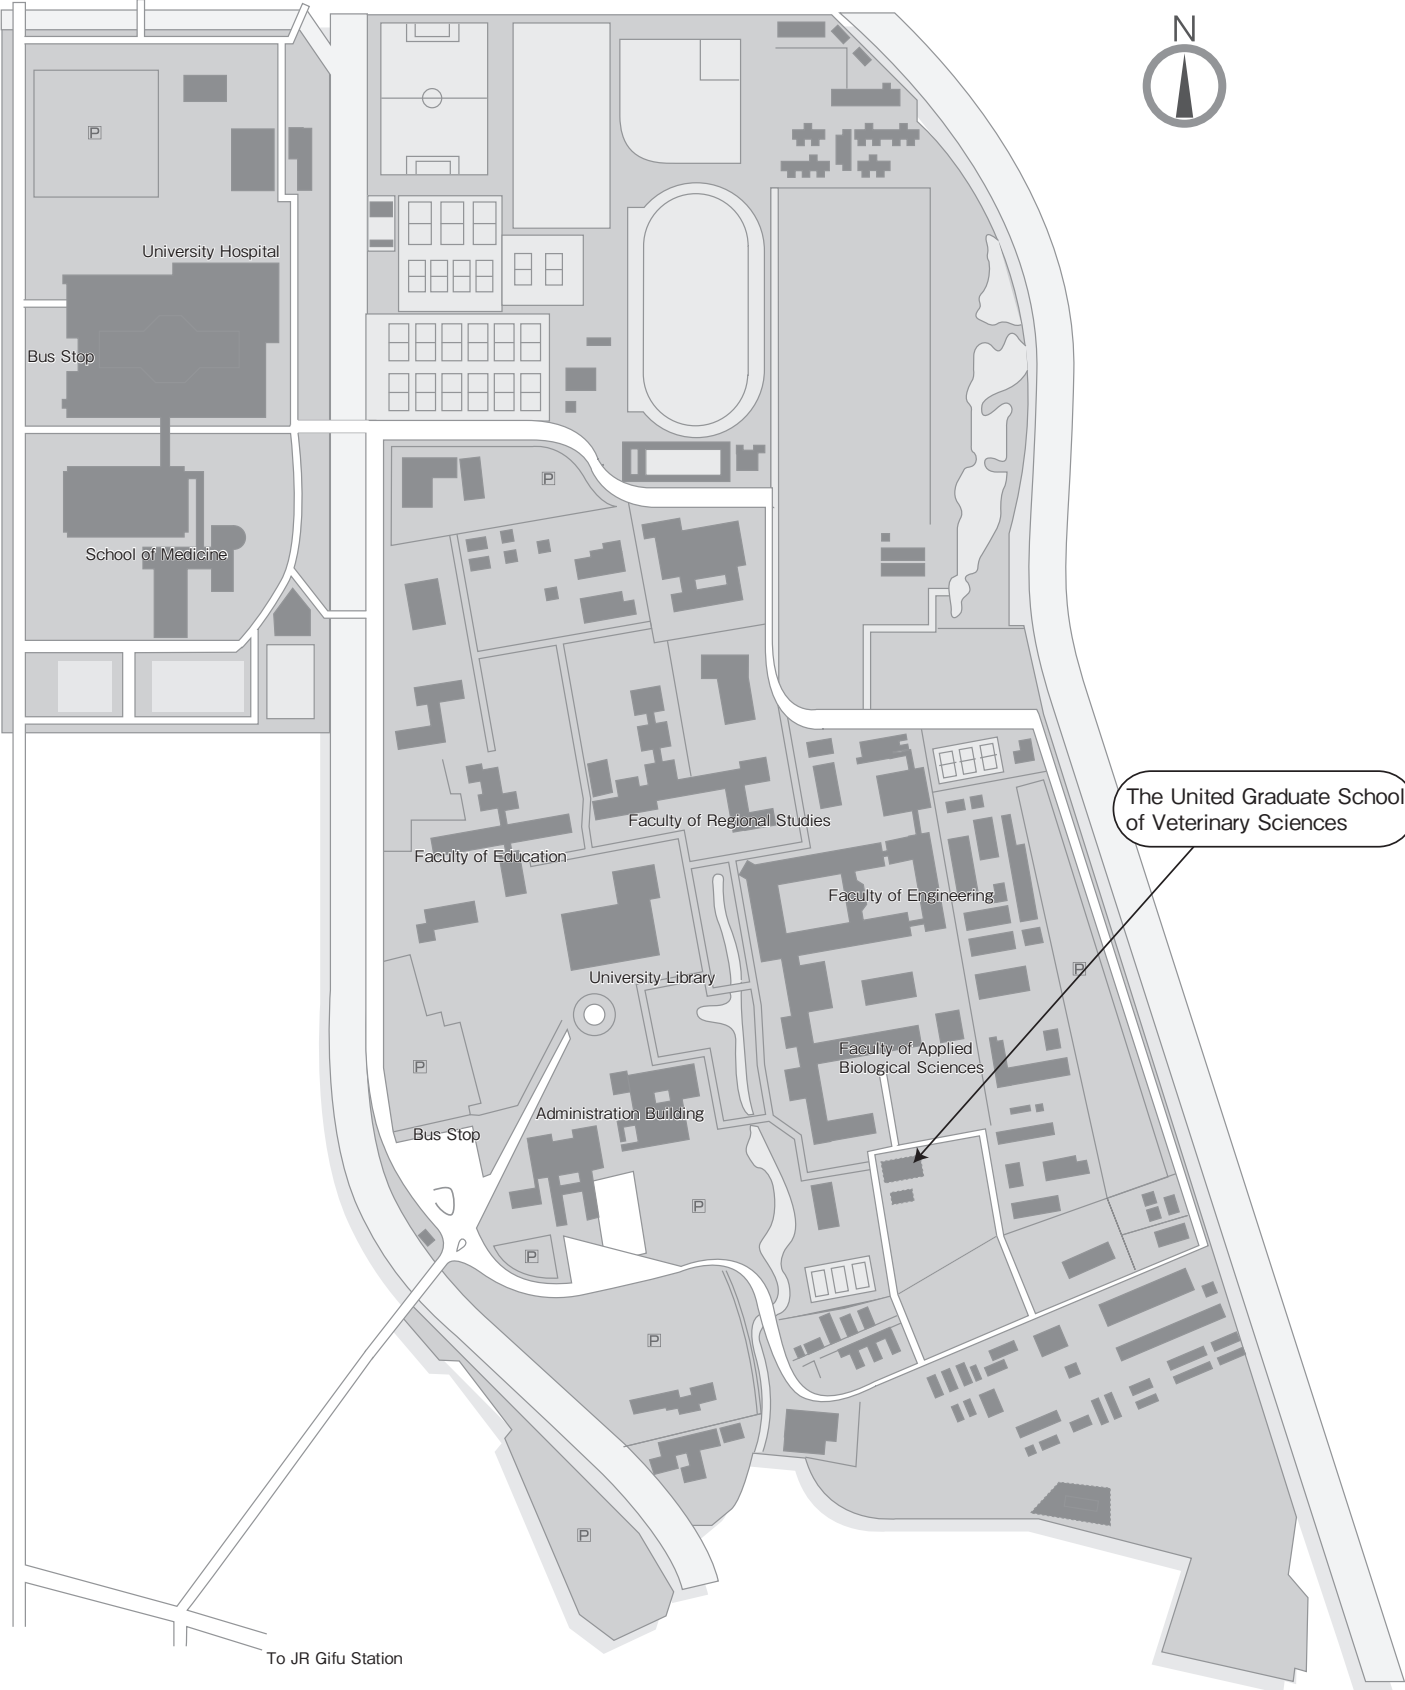 N
P
University Hospital
Bus Stop
P
School of Medicine
The United Graduate School
of Veterinary Sciences
Faculty of Regional Studies
Faculty of Education
Faculty of Engineering
P
University Library
Faculty of Applied
Biological Sciences
P
Administration Building
Bus Stop
P
P
P
P
To JR Gifu Station